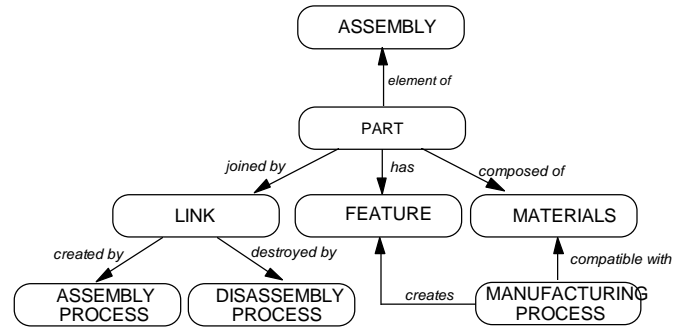 ASSEMBLY
element of
PART
joined by
has
composed of
LINK
FEATURE
MATERIALS
created by
destroyed by
compatible with
ASSEMBLY
PROCESS
DISASSEMBLY
PROCESS
creates
MANUFACTURING
PROCESS